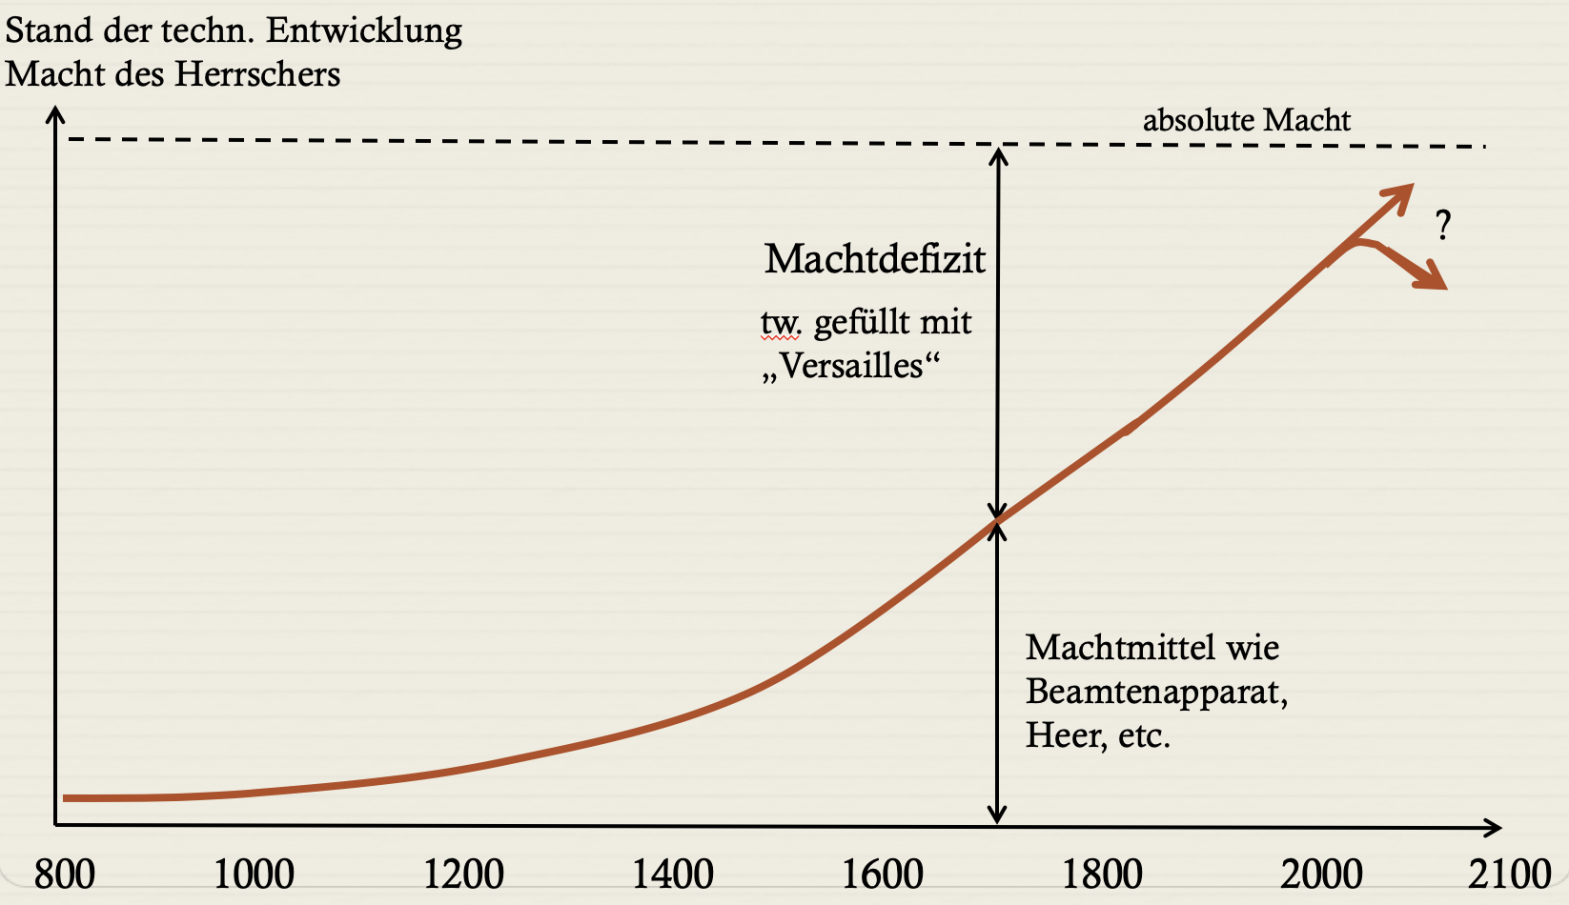 Stand der techn. Entwicklung
Macht des Herrschers
absolute Macht
?
Machtdefizit
tw. gefüllt mit
„Versailles“
Machtmittel wie
Beamtenapparat,
Heer, etc.
800 1000 1200 1400 1600 1800 2000 2100